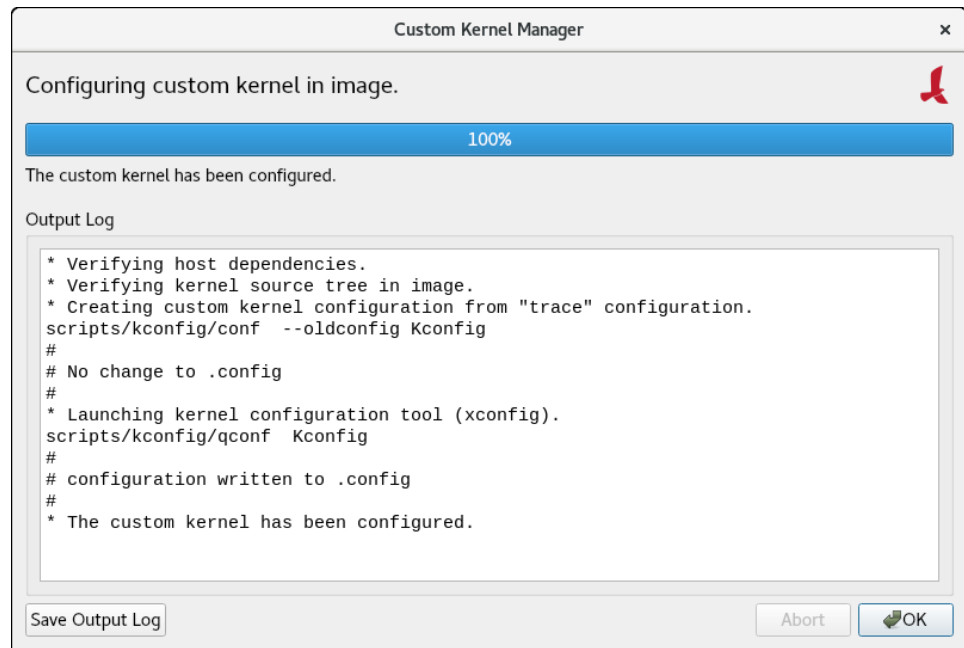 Custom Kernel Manager ×
Configuring custom kernel in image.
100%
The custom kernel has been configured.
Output Log
* Verifying host dependencies.
* Verifying kernel source tree in image.
* Creating custom kernel configuration from "trace" configuration.
scripts/kconfig/conf  --oldconfig Kconfig
#
# No change to .config
#
* Launching kernel configuration tool (xconfig).
scripts/kconfig/qconf  Kconfig
#
# configuration written to .config
#
* The custom kernel has been configured.
Save Output Log Abort OK